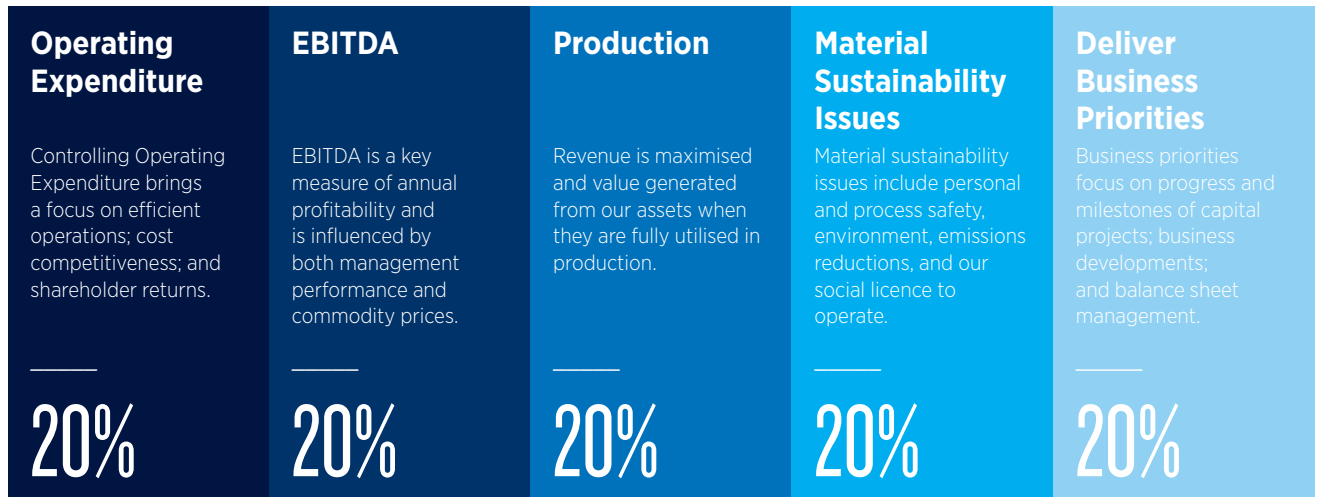 Operating
Expenditure
Controlling Operating
Expenditure brings
a focus on efficient
operations; cost
competitiveness; and
shareholder returns.
20%
EBITDA
EBITDA is a key
measure of annual
profitability and
is influenced by
both management
performance and
commodity prices.
20%
Production
Revenue is maximised
and value generated
from our assets when
they are fully utilised in
production.
20%
Material
Sustainability
Issues
Material sustainability
issues include personal
and process safety,
environment, emissions
reductions, and our
social licence to
operate.
20%
Deliver
Business
Priorities
Business priorities
focus on progress and
milestones of capital
projects; business
developments;
and balance sheet
management.
20%